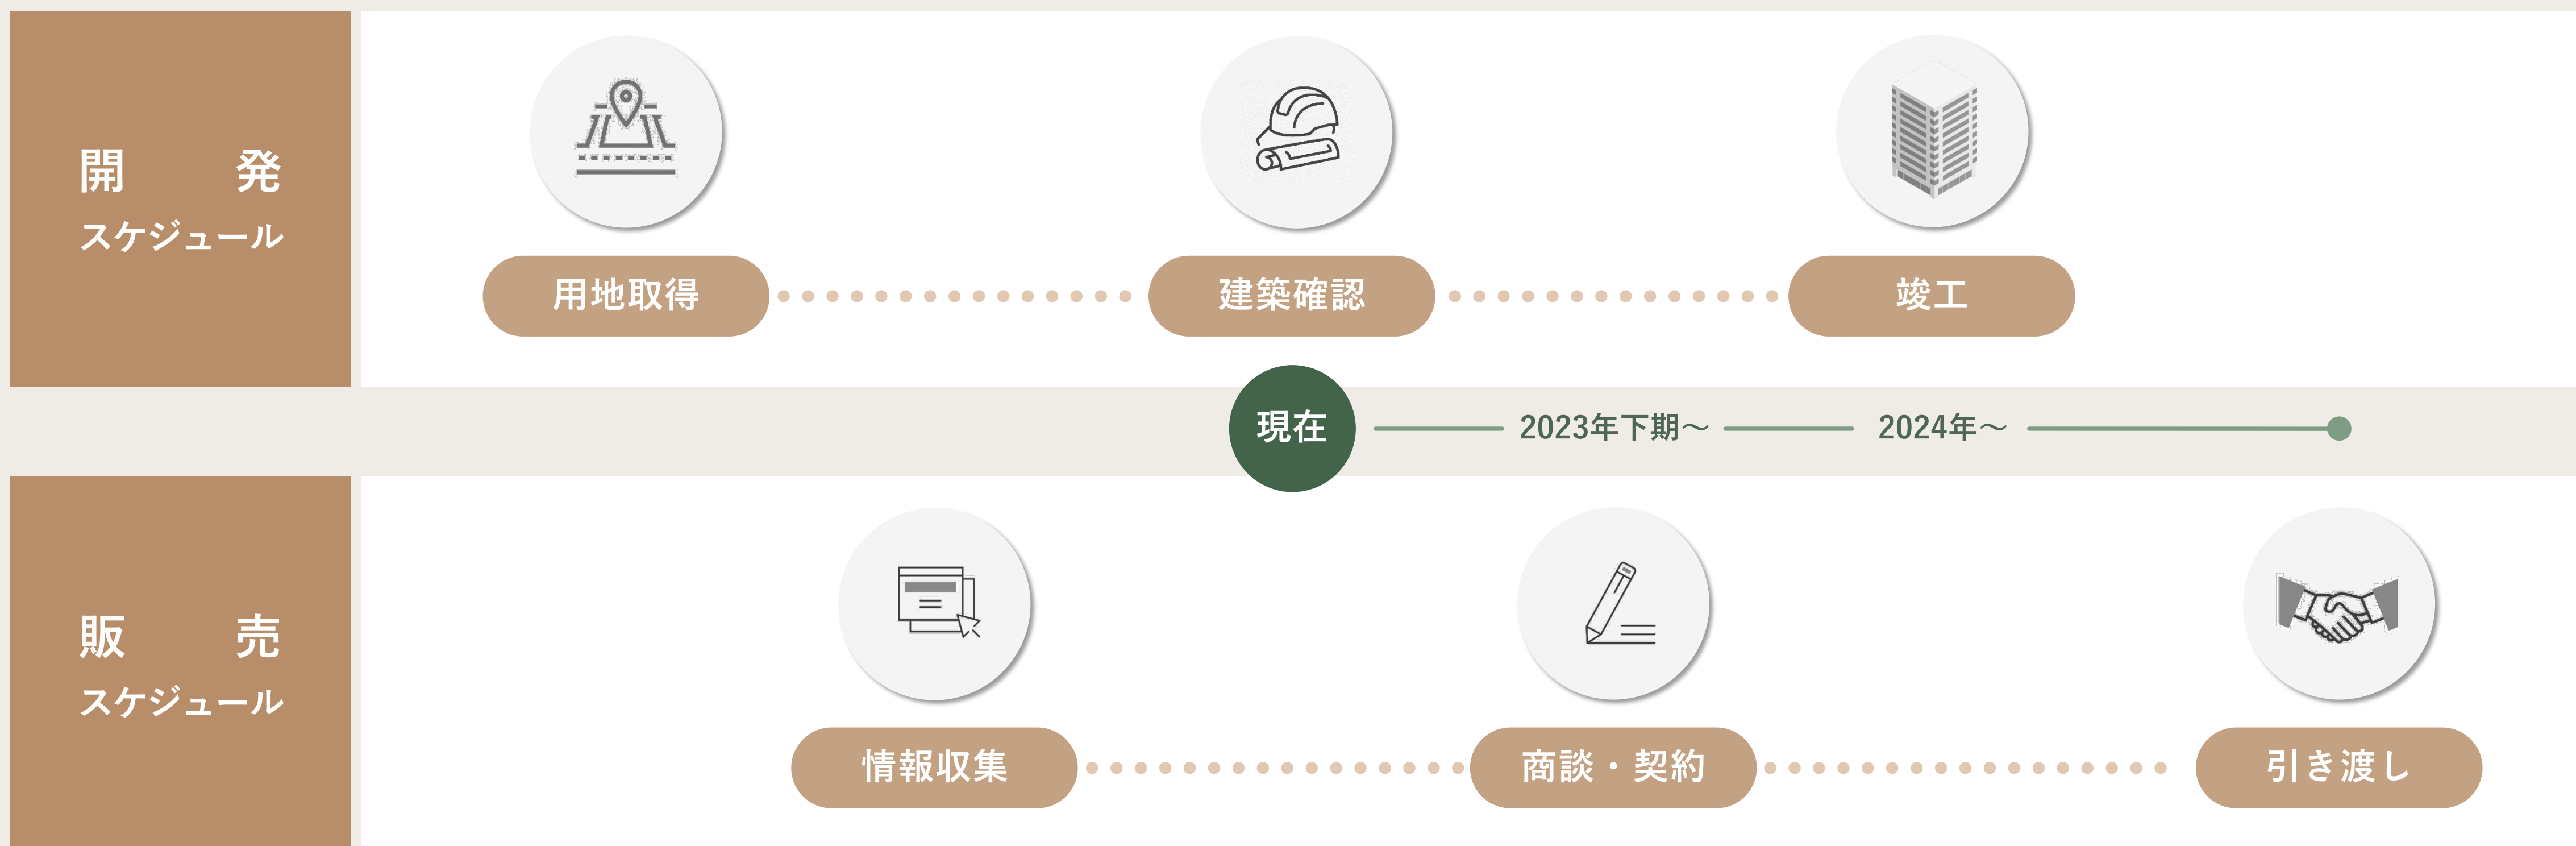 開発
スケジュール
用地取得
建築確認
竣工
現在
2023年下期～
2024年～
販売
スケジュール
情報収集
商談・契約
引き渡し